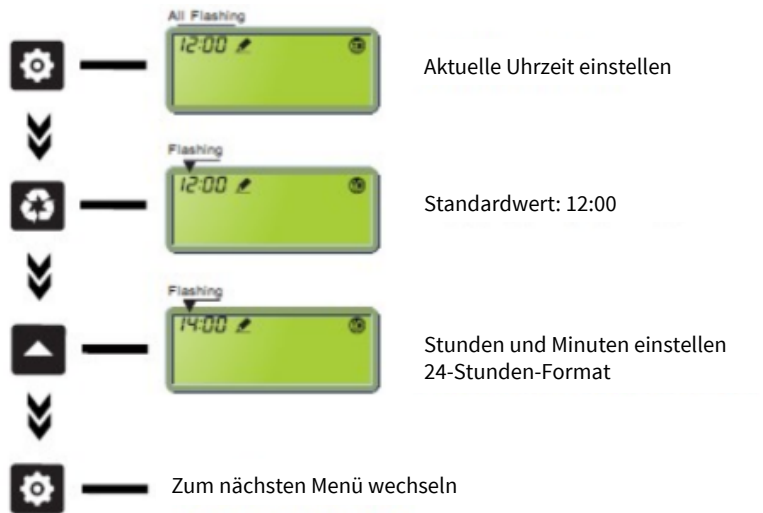 All Flashing
12:00
Aktuelle Uhrzeit einstellen
Flashing
12:00
Standardwert: 12:00
Flashing
14:00
Stunden und Minuten einstellen
24-Stunden-Format
Zum nächsten Menü wechseln